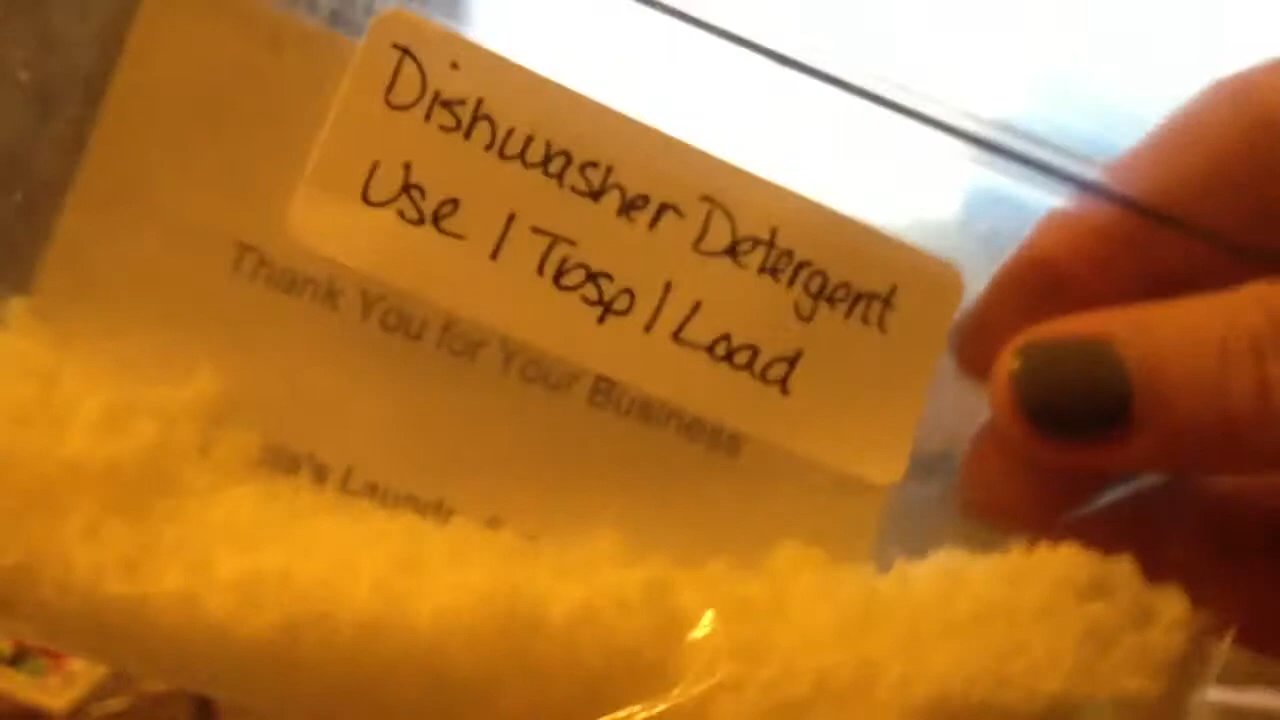 Dishwasher Detergent
Use 1 Tbsp / Load
Thank You for Your Business